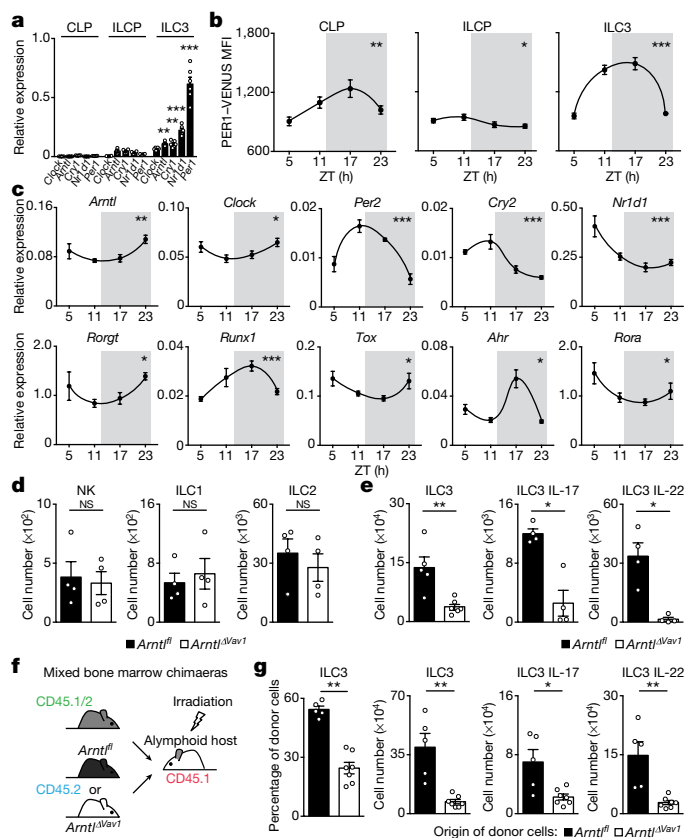 a
CLP ILCP ILC3
Relative expression
1.0
0.5
0
***
***
** **
Clock Arntl Cry1 Nr1d1 Per1 Clock Arntl Cry1 Nr1d1 Per1 Clock Arntl Cry1 Nr1d1 Per1
b
PER1–VENUS MFI
1,800
1,200
600
CLP ILCP ILC3
** * ***
5 11 17 23 5 11 17 23 5 11 17 23
ZT (h) ZT (h) ZT (h)
c
Arntl Clock Per2 Cry2 Nr1d1
Relative expression
0.16 0.10 0.02 0.02 0.50
** * *** *** ***
0.08 0.05 0.01 0.01 0.25
0 0 0 0 0
5 11 17 23 5 11 17 23 5 11 17 23 5 11 17 23 5 11 17 23
Rorgt Runx1 Tox Ahr Rora
Relative expression
2.0 0.04 0.2 0.08 2.0
* *** * * *
1.0 0.02 0.1 0.04 1.0
0 0 0 0 0
5 11 17 23 5 11 17 23 5 11 17 23 5 11 17 23 5 11 17 23
ZT (h)
d
NK ILC1 ILC2
NS NS NS
Cell number (×10²) Cell number (×10²) Cell number (×10³)
10 15 60
5 30
0 0 0
Arntlfl ArntlΔVav1
e
ILC3 ILC3 IL-17 ILC3 IL-22
** * *
Cell number (×10⁴) Cell number (×10³) Cell number (×10³)
30 14 60
15 7 30
0 0 0
Arntlfl ArntlΔVav1
f
Mixed bone marrow chimaeras
CD45.1/2
Irradiation
Arntlfl
Alymphoid host
CD45.2 or
CD45.1
ArntlΔVav1
g
ILC3 ILC3 ILC3 IL-17 ILC3 IL-22
** ** * **
Percentage of donor cells Cell number (×10⁴) Cell number (×10⁴) Cell number (×10⁴)
60 70 14 30
30 35 7 15
0 0 0 0
Origin of donor cells: Arntlfl ArntlΔVav1